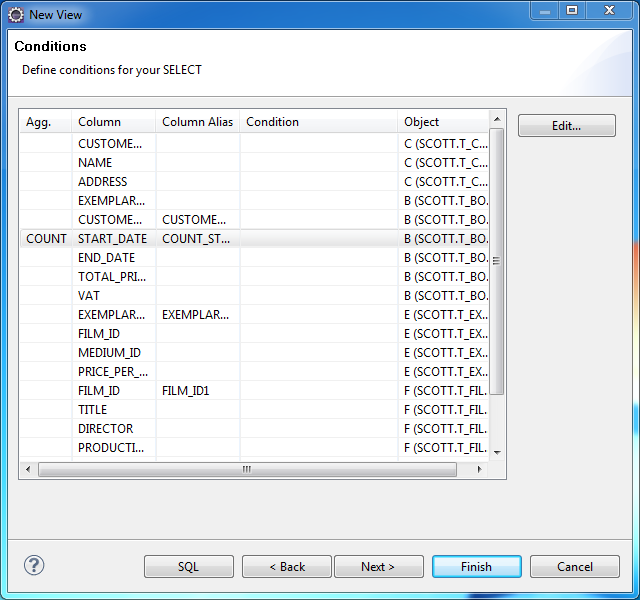 New View
Conditions
Define conditions for your SELECT
Agg. Column Column Alias Condition Object
CUSTOME... C (SCOTT.T_C...
NAME C (SCOTT.T_C...
ADDRESS C (SCOTT.T_C...
EXEMPLAR... B (SCOTT.T_BO...
CUSTOME... CUSTOME... B (SCOTT.T_BO...
COUNT START_DATE COUNT_ST... B (SCOTT.T_BO...
END_DATE B (SCOTT.T_BO...
TOTAL_PRI... B (SCOTT.T_BO...
VAT B (SCOTT.T_BO...
EXEMPLAR... EXEMPLAR... E (SCOTT.T_EX...
FILM_ID E (SCOTT.T_EX...
MEDIUM_ID E (SCOTT.T_EX...
PRICE_PER_... E (SCOTT.T_EX...
FILM_ID FILM_ID1 F (SCOTT.T_FIL...
TITLE F (SCOTT.T_FIL...
DIRECTOR F (SCOTT.T_FIL...
PRODUCTI... F (SCOTT.T_FIL...
Edit...
? SQL < Back Next > Finish Cancel